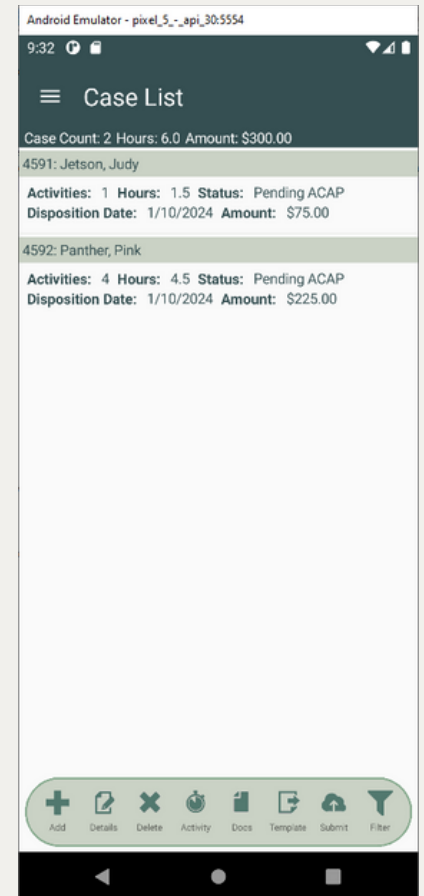 Android Emulator - pixel_5_-_api_30:5554
9:32
Case List
Case Count: 2 Hours: 6.0 Amount: $300.00
4591: Jetson, Judy
Activities: 1 Hours: 1.5 Status: Pending ACAP
Disposition Date: 1/10/2024 Amount: $75.00
4592: Panther, Pink
Activities: 4 Hours: 4.5 Status: Pending ACAP
Disposition Date: 1/10/2024 Amount: $225.00
Add Details Delete Activity Docs Template Submit Filter